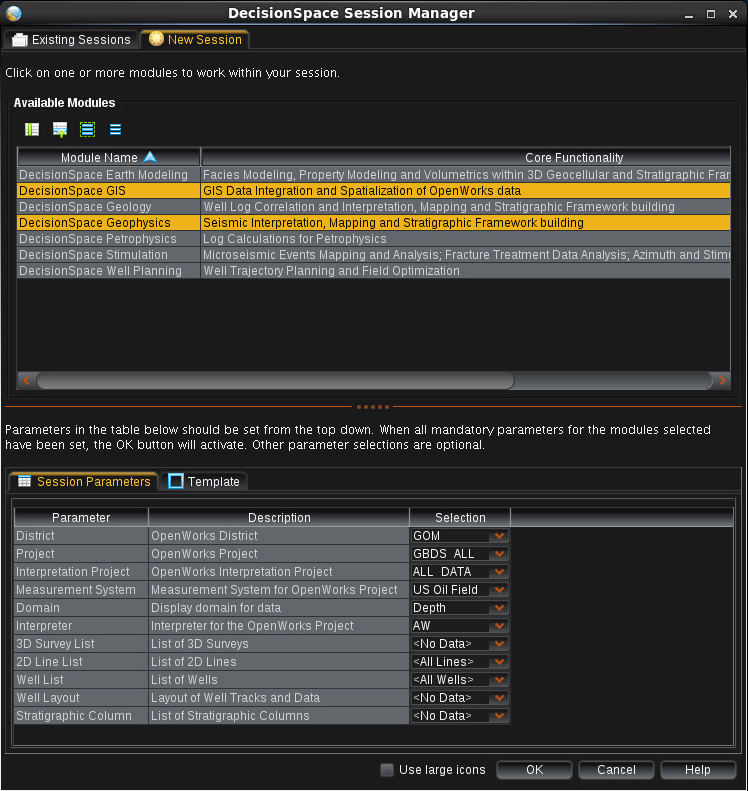 DecisionSpace Session Manager
Existing Sessions New Session
Click on one or more modules to work within your session.
Available Modules
Module Name Core Functionality
DecisionSpace Earth Modeling Facies Modeling, Property Modeling and Volumetrics within 3D Geocellular and Stratigraphic Fra
DecisionSpace GIS GIS Data Integration and Spatialization of OpenWorks data
DecisionSpace Geology Well Log Correlation and Interpretation, Mapping and Stratigraphic Framework building
DecisionSpace Geophysics Seismic Interpretation, Mapping and Stratigraphic Framework building
DecisionSpace Petrophysics Log Calculations for Petrophysics
DecisionSpace Stimulation Microseismic Events Mapping and Analysis; Fracture Treatment Data Analysis; Azimuth and Stim
DecisionSpace Well Planning Well Trajectory Planning and Field Optimization
Parameters in the table below should be set from the top down. When all mandatory parameters for the modules selected
have been set, the OK button will activate. Other parameter selections are optional.
Session Parameters Template
Parameter Description Selection
District OpenWorks District GOM
Project OpenWorks Project GBDS_ALL
Interpretation Project OpenWorks Interpretation Project ALL_DATA
Measurement System Measurement System for OpenWorks Project US Oil Field
Domain Display domain for data Depth
Interpreter Interpreter for the OpenWorks Project AW
3D Survey List List of 3D Surveys <No Data>
2D Line List List of 2D Lines <All Lines>
Well List List of Wells <All Wells>
Well Layout Layout of Well Tracks and Data <No Data>
Stratigraphic Column List of Stratigraphic Columns <No Data>
Use large icons OK Cancel Help